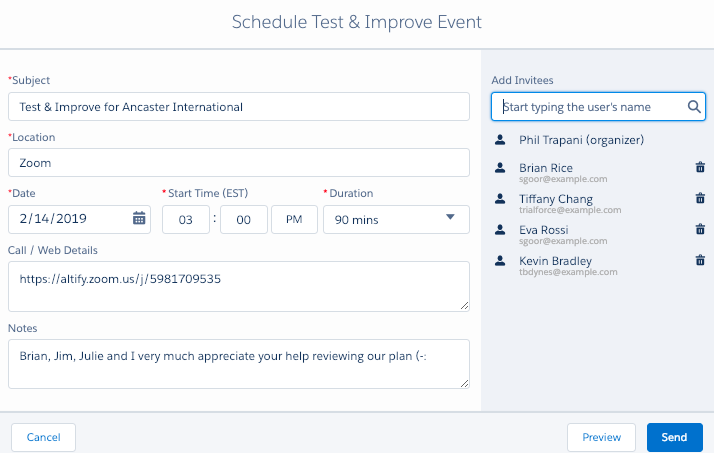 Schedule Test & Improve Event
*Subject
Test & Improve for Ancaster International
*Location
Zoom
*Date
* Start Time (EST)
* Duration
2/14/2019
03 : 00 PM
90 mins
Call / Web Details
https://altify.zoom.us/j/5981709535
Notes
Brian, Jim, Julie and I very much appreciate your help reviewing our plan (-:
Add Invitees
Start typing the user's name
Phil Trapani (organizer)
Brian Rice
sgoor@example.com
Tiffany Chang
trialforce@example.com
Eva Rossi
sgoor@example.com
Kevin Bradley
tbdynes@example.com
Cancel
Preview
Send